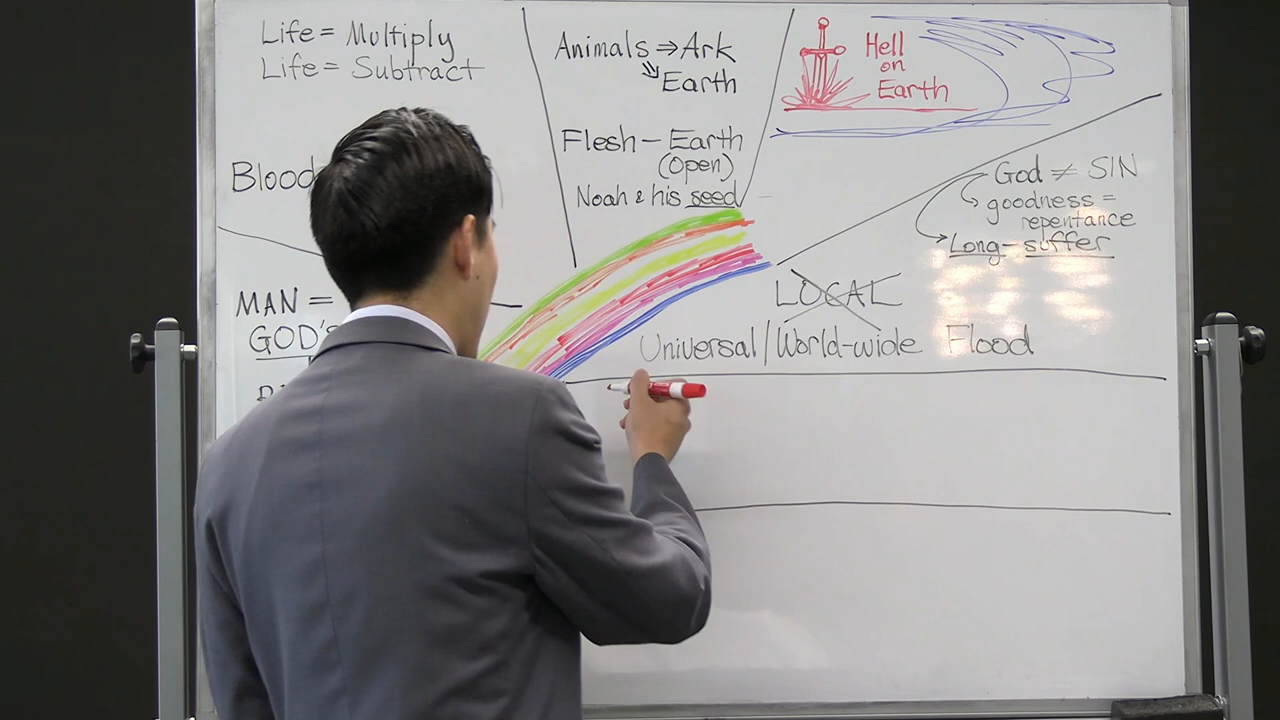 Life = Multiply
Life = Subtract
Blood
MAN =
GOD'S
Animals ⇒ Ark
⇘ Earth
Flesh - Earth
(Open)
Noah & his seed
Hell
on
Earth
God ≠ SIN
goodness =
repentance
Long-suffer
LOCAL
Universal/World-wide Flood